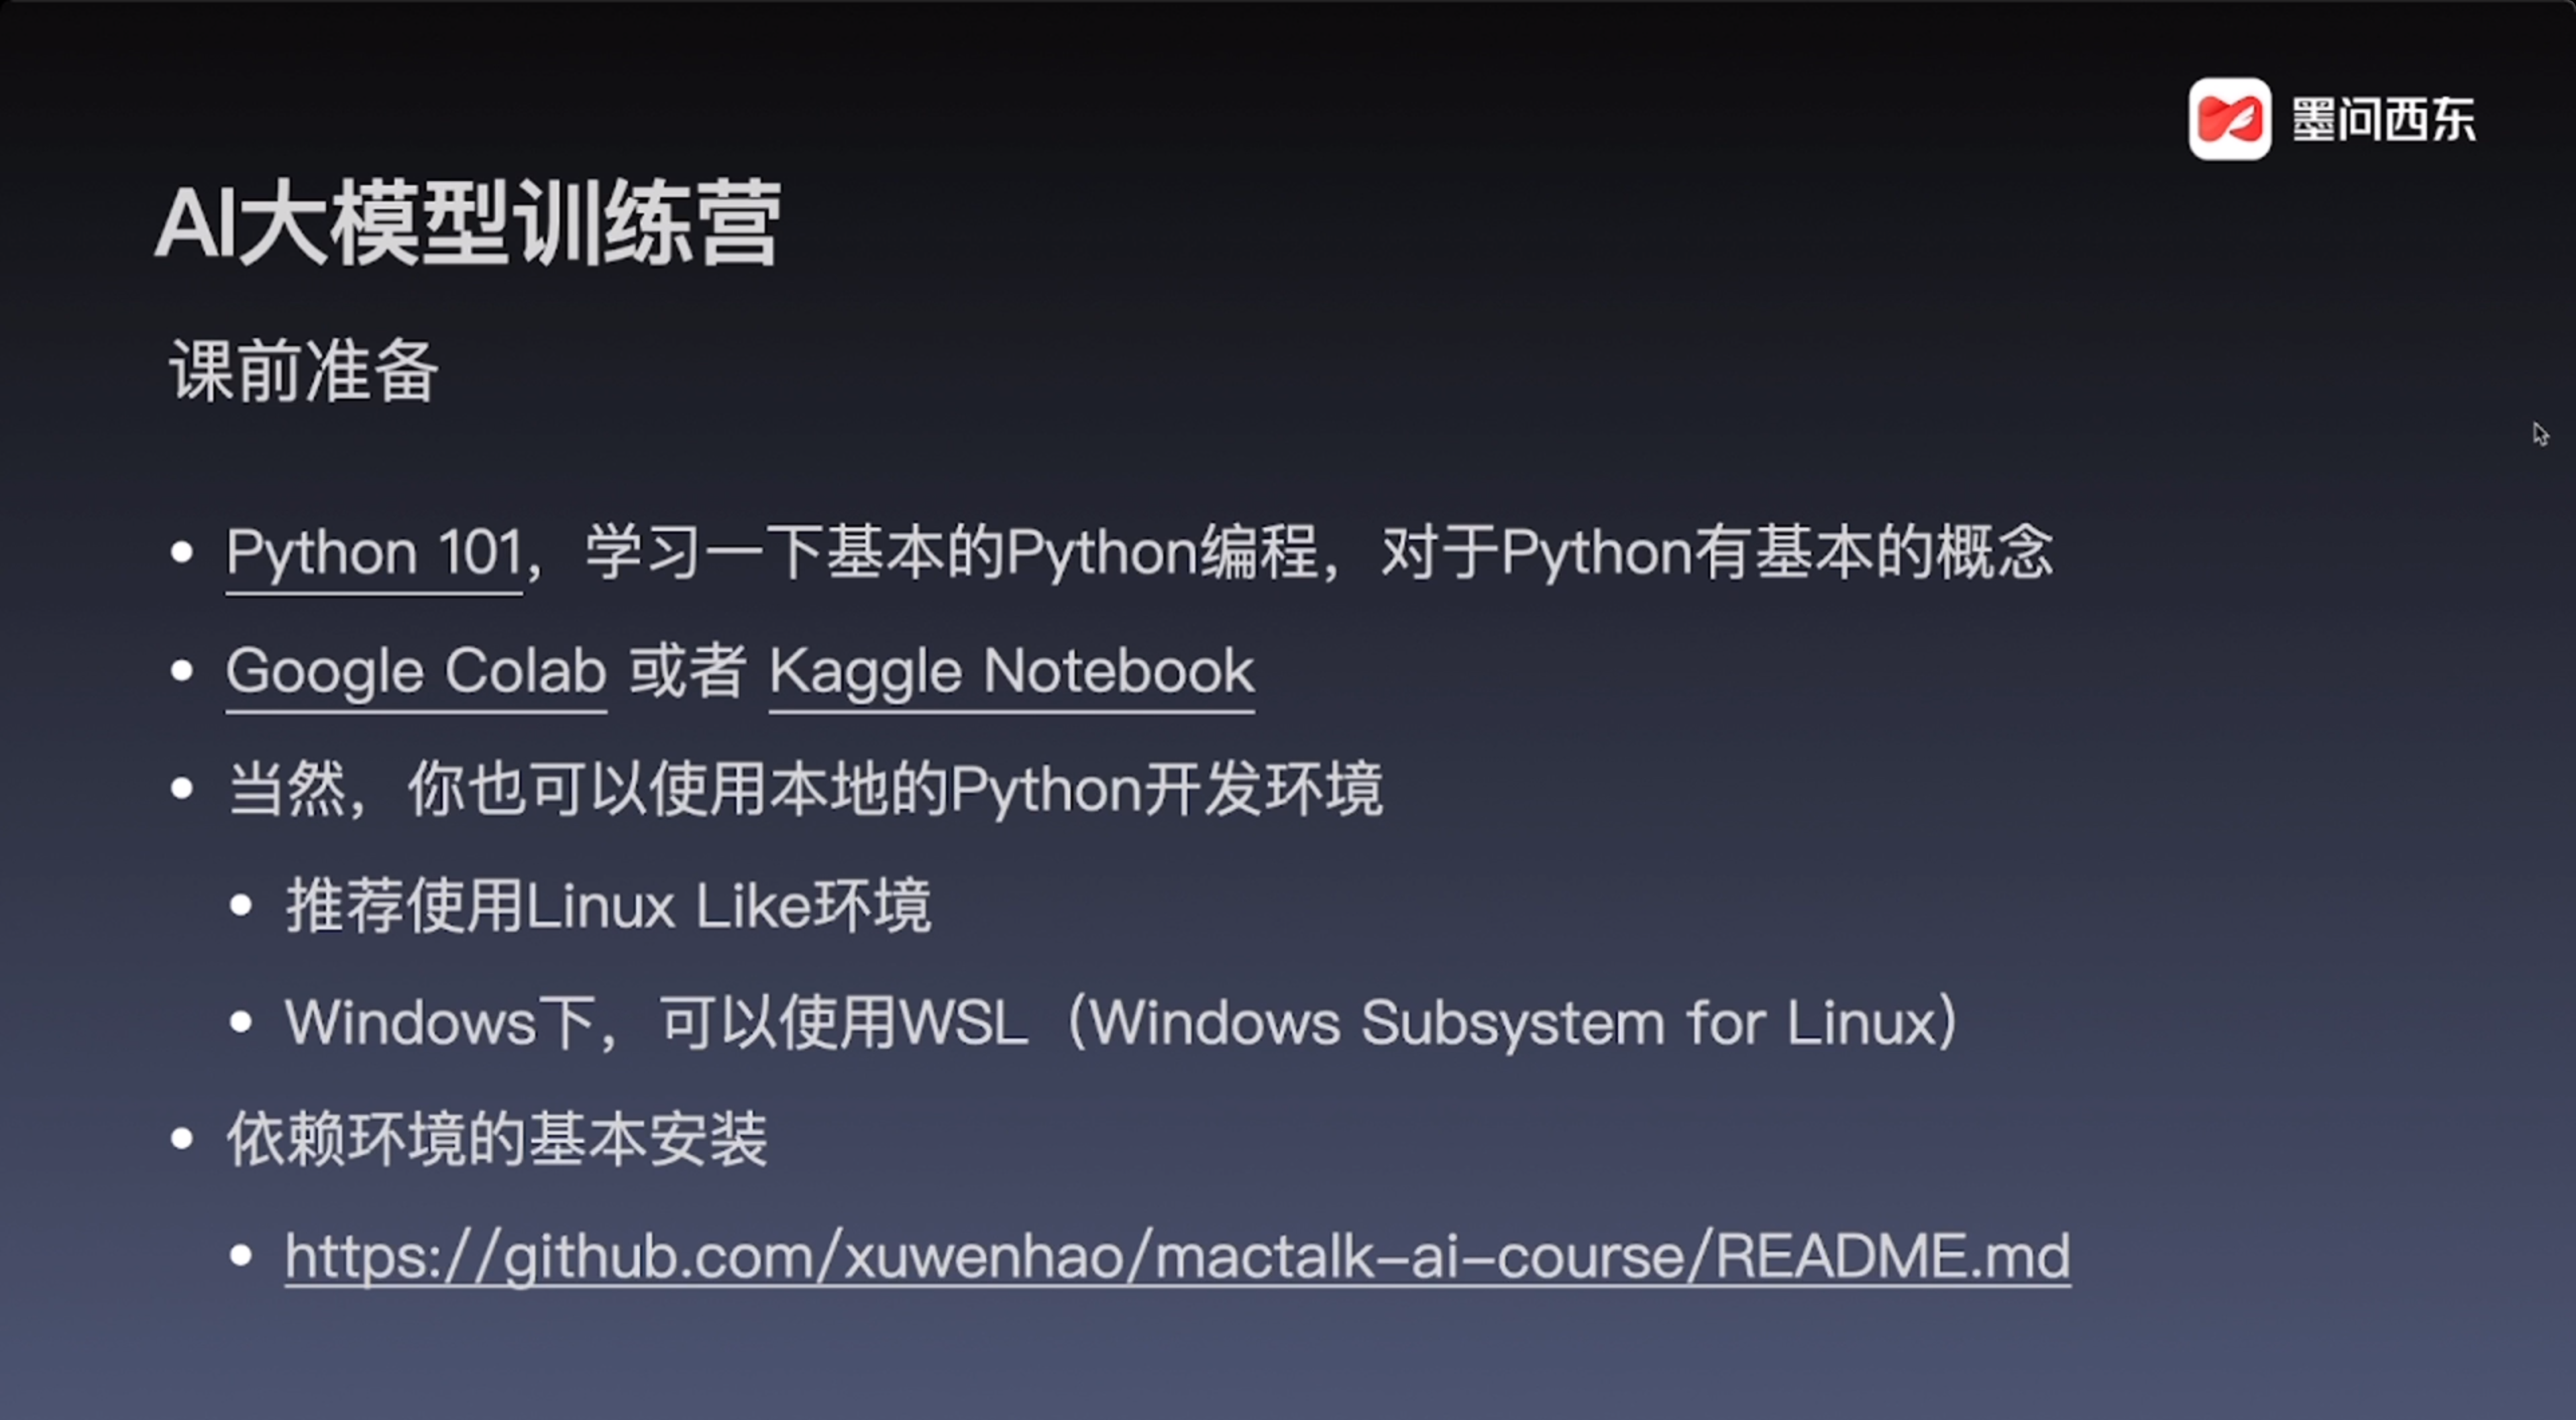 墨问西东
AI大模型训练营
课前准备
Python 101，学习一下基本的Python编程，对于Python有基本的概念
Google Colab 或者 Kaggle Notebook
当然，你也可以使用本地的Python开发环境
推荐使用Linux Like环境
Windows下，可以使用WSL（Windows Subsystem for Linux）
依赖环境的基本安装
https://github.com/xuwenhao/mactalk-ai-course/README.md